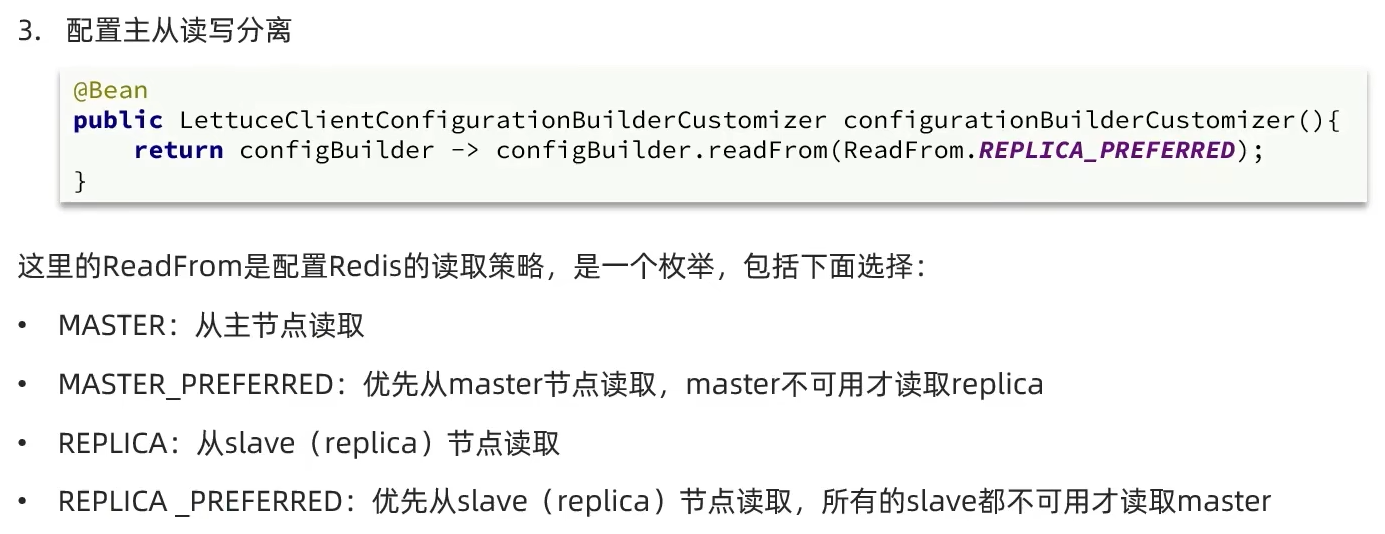 3. 配置主从读写分离
@Bean
public LettuceClientConfigurationBuilderCustomizer configurationBuilderCustomizer(){
    return configBuilder -> configBuilder.readFrom(ReadFrom.REPLICA_PREFERRED);
}
这里的ReadFrom是配置Redis的读取策略，是一个枚举，包括下面选择：
• MASTER：从主节点读取
• MASTER_PREFERRED：优先从master节点读取，master不可用才读取replica
• REPLICA：从slave（replica）节点读取
• REPLICA _PREFERRED：优先从slave（replica）节点读取，所有的slave都不可用才读取master